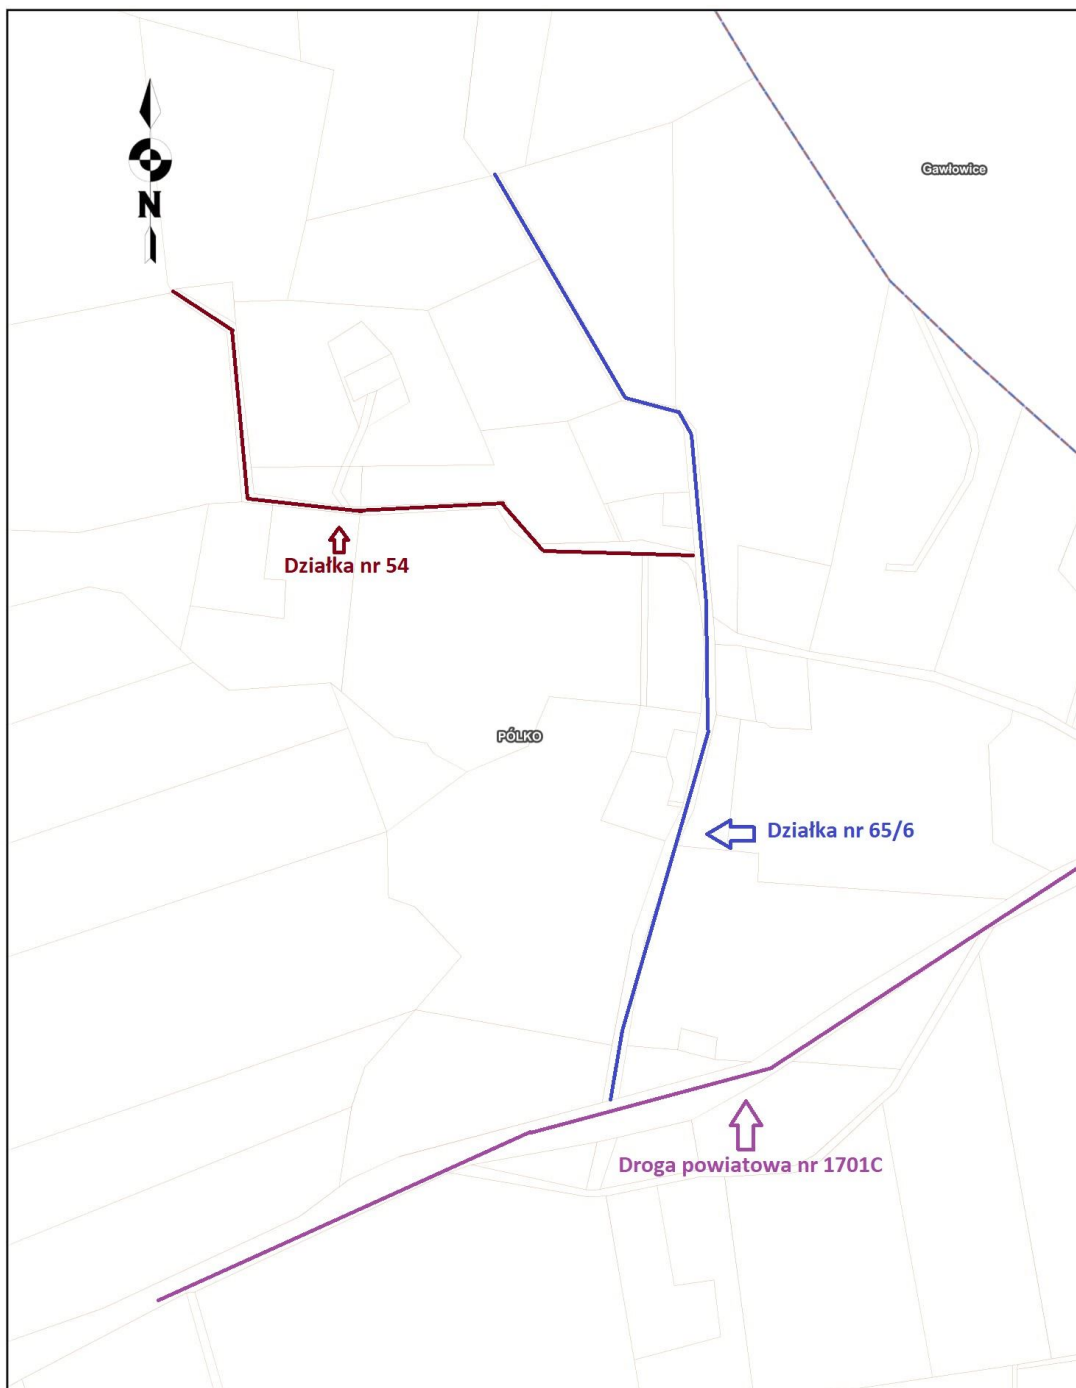 Gawłowice
N
Działka nr 54
PÓLKO
Działka nr 65/6
Droga powiatowa nr 1701C